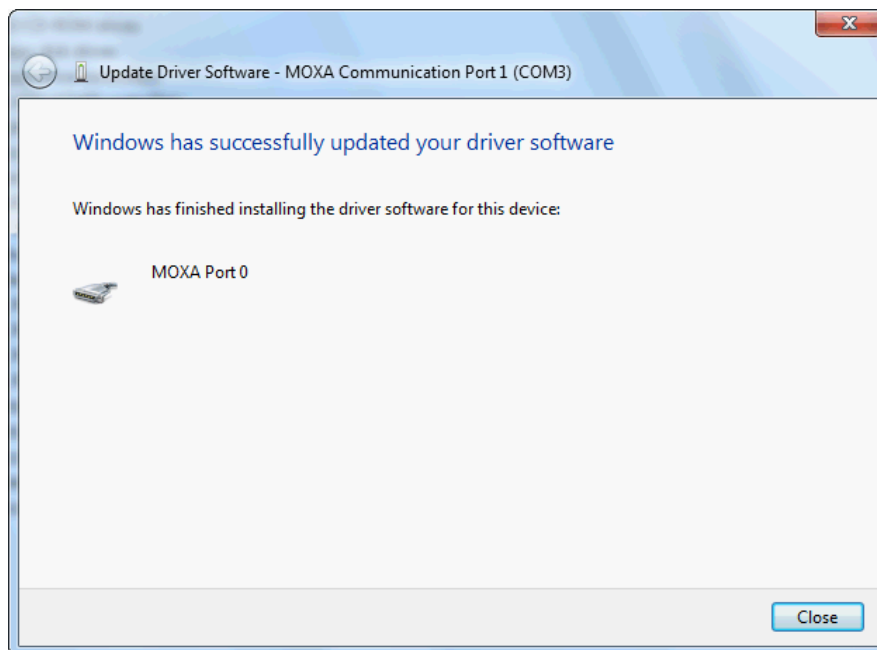 Update Driver Software - MOXA Communication Port 1 (COM3)
Windows has successfully updated your driver software
Windows has finished installing the driver software for this device:
MOXA Port 0
Close